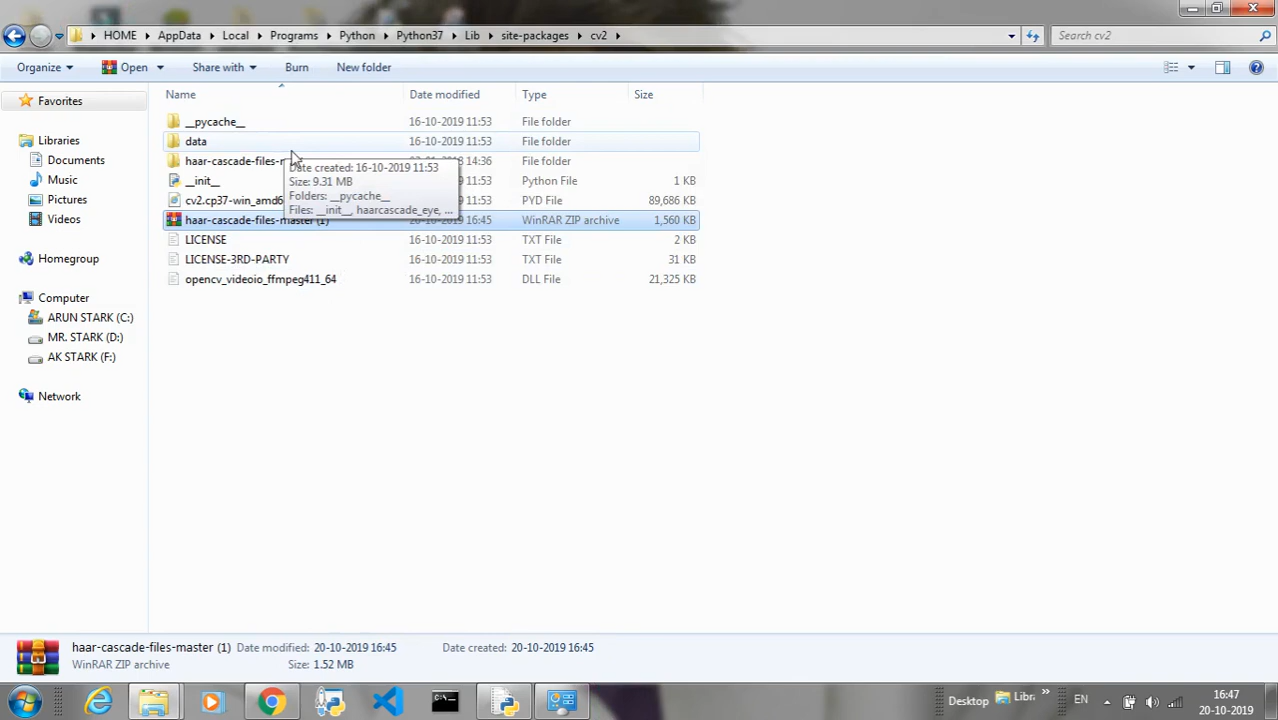 HOME AppData Local Programs Python Python37 Lib site-packages cv2
Search cv2
Organize Open Share with Burn New folder
Favorites
Libraries
Documents
Music
Pictures
Videos
Homegroup
Computer
ARUN STARK (C:)
MR. STARK (D:)
AK STARK (F:)
Network
Name Date modified Type Size
__pycache__ 16-10-2019 11:53 File folder
data 16-10-2019 11:53 File folder
haar-cascade-files-m 14:36 File folder
__init__ 11:53 Python File 1 KB
cv2.cp37-win_amd6 11:53 PYD File 89,686 KB
haar-cascade-files-master (1) 20-10-2019 16:45 WinRAR ZIP archive 1,560 KB
LICENSE 16-10-2019 11:53 TXT File 2 KB
LICENSE-3RD-PARTY 16-10-2019 11:53 TXT File 31 KB
opencv_videoio_ffmpeg411_64 16-10-2019 11:53 DLL File 21,325 KB
Date created: 16-10-2019 11:53
Size: 9.31 MB
Folders: __pycache__
Files: __init__, haarcascade_eye, ...
haar-cascade-files-master (1) Date modified: 20-10-2019 16:45 Date created: 20-10-2019 16:45
WinRAR ZIP archive Size: 1.52 MB
Desktop Libr » EN 16:47
20-10-2019